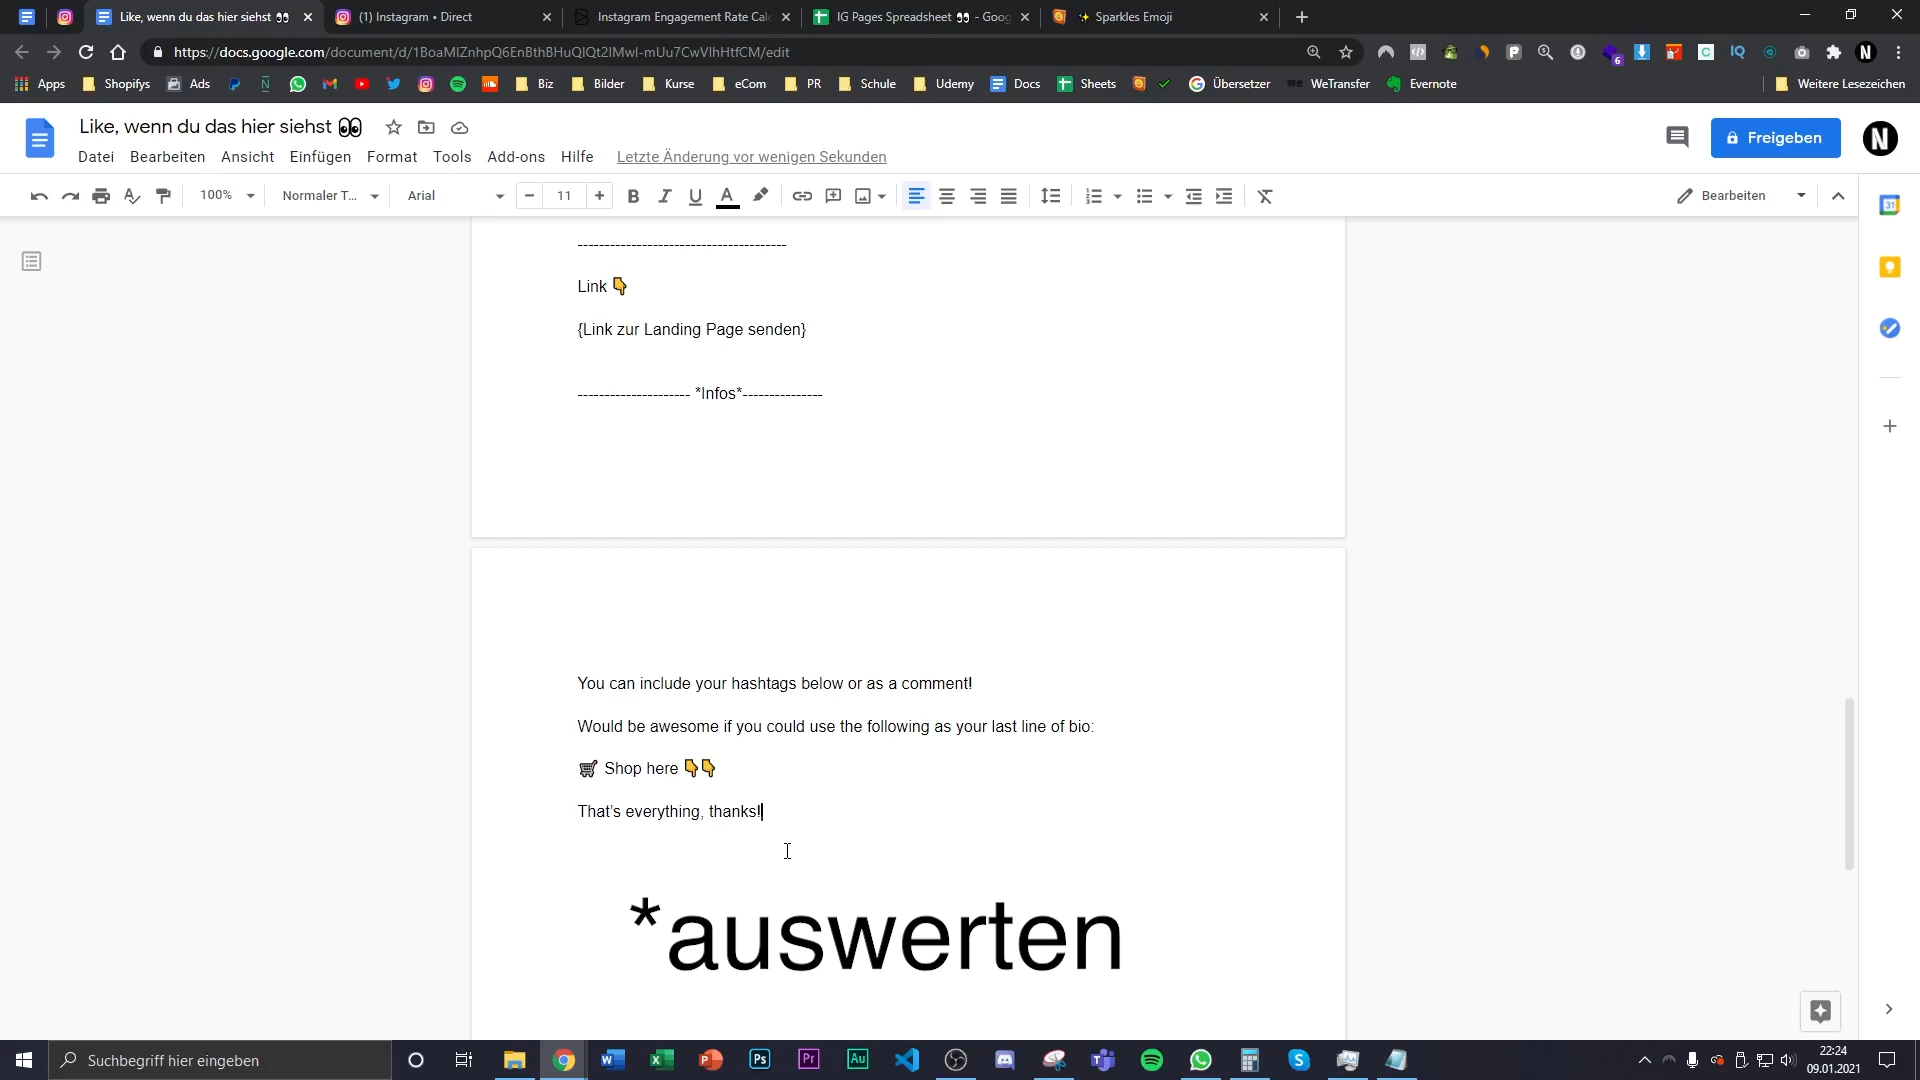 Like, wenn du das hier siehst 👀
(1) Instagram • Direct
Instagram Engagement Rate Cal
IG Pages Spreadsheet 👀 - Goog
✨ Sparkles Emoji
https://docs.google.com/document/d/1BoaMlZnhpQ6EnBthBHuQlQt2IMwI-mUu7CwVlhHtfCM/edit
Apps
Shopifys
Ads
Biz
Bilder
Kurse
eCom
PR
Schule
Udemy
Docs
Sheets
Übersetzer
WeTransfer
Evernote
Weitere Lesezeichen
Like, wenn du das hier siehst 👀
Datei Bearbeiten Ansicht Einfügen Format Tools Add-ons Hilfe Letzte Änderung vor wenigen Sekunden
Freigeben
100% Normaler T... Arial 11
Bearbeiten
---------------------------------------
Link 👇
{Link zur Landing Page senden}
--------------------- *Infos*---------------
You can include your hashtags below or as a comment!
Would be awesome if you could use the following as your last line of bio:
🛒 Shop here 👇👇
That's everything, thanks!
*auswerten
Suchbegriff hier eingeben
22:24
09.01.2021